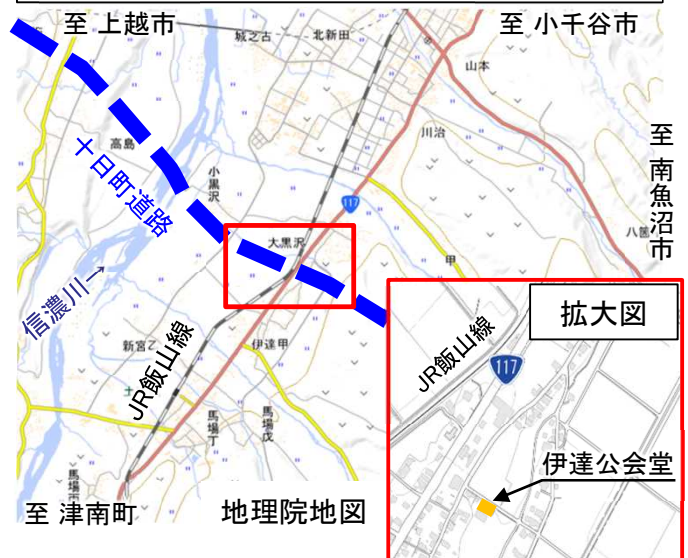 至 上越市
至 小千谷市
城之古
北新田
山本
高島
川治
至 南魚沼市
十日町道路
小黒沢
117
八箇
大黒沢
甲
信濃川→
拡大図
新宮乙
伊達甲
JR飯山線
JR飯山線
117
馬場丁
馬場戊
伊達公会堂
至 津南町
地理院地図